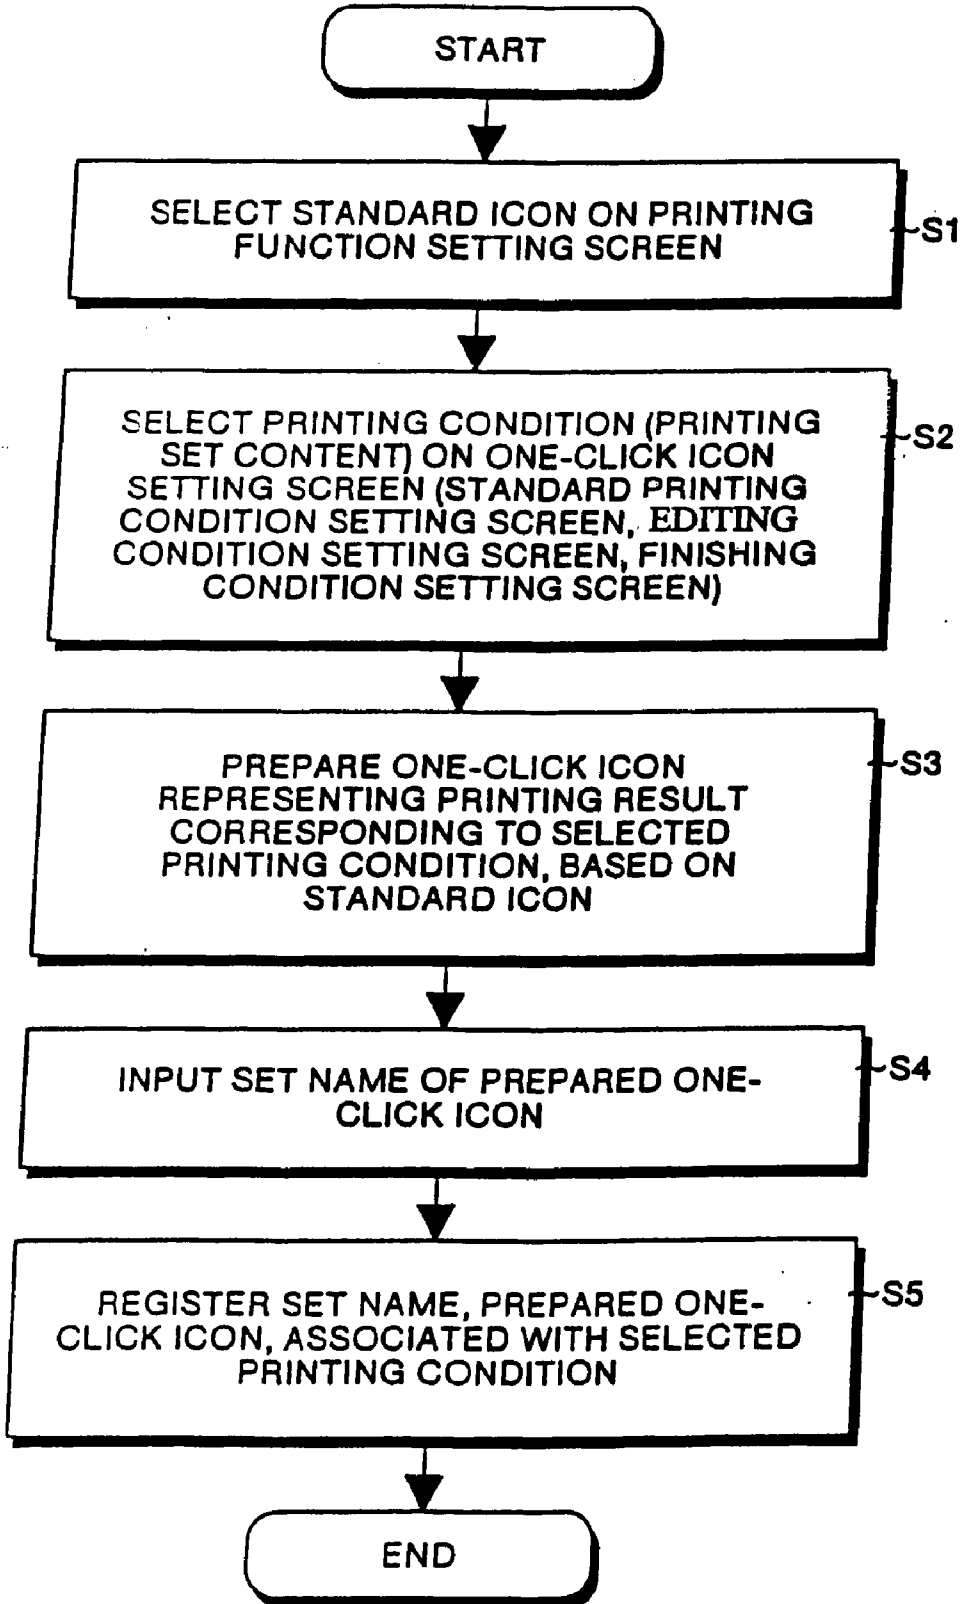 START
SELECT STANDARD ICON ON PRINTING
FUNCTION SETTING SCREEN
S1
SELECT PRINTING CONDITION (PRINTING
SET CONTENT) ON ONE-CLICK ICON
SETTING SCREEN (STANDARD PRINTING
CONDITION SETTING SCREEN, EDITING
CONDITION SETTING SCREEN, FINISHING
CONDITION SETTING SCREEN)
S2
PREPARE ONE-CLICK ICON
REPRESENTING PRINTING RESULT
CORRESPONDING TO SELECTED
PRINTING CONDITION, BASED ON
STANDARD ICON
S3
INPUT SET NAME OF PREPARED ONE-
CLICK ICON
S4
REGISTER SET NAME, PREPARED ONE-
CLICK ICON, ASSOCIATED WITH SELECTED
PRINTING CONDITION
S5
END